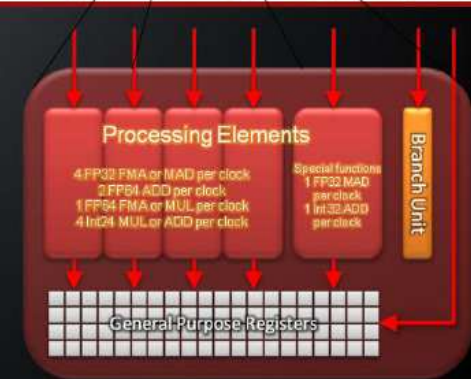 Processing Elements
4 FP32 FMA or MAD per clock
2 FP64 ADD per clock
1 FP64 FMA or MUL per clock
4 Int24 MUL or ADD per clock
Special functions
1 FP32 MAD
per clock
1 Int 32 ADD
per clock
Branch Unit
General Purpose Registers